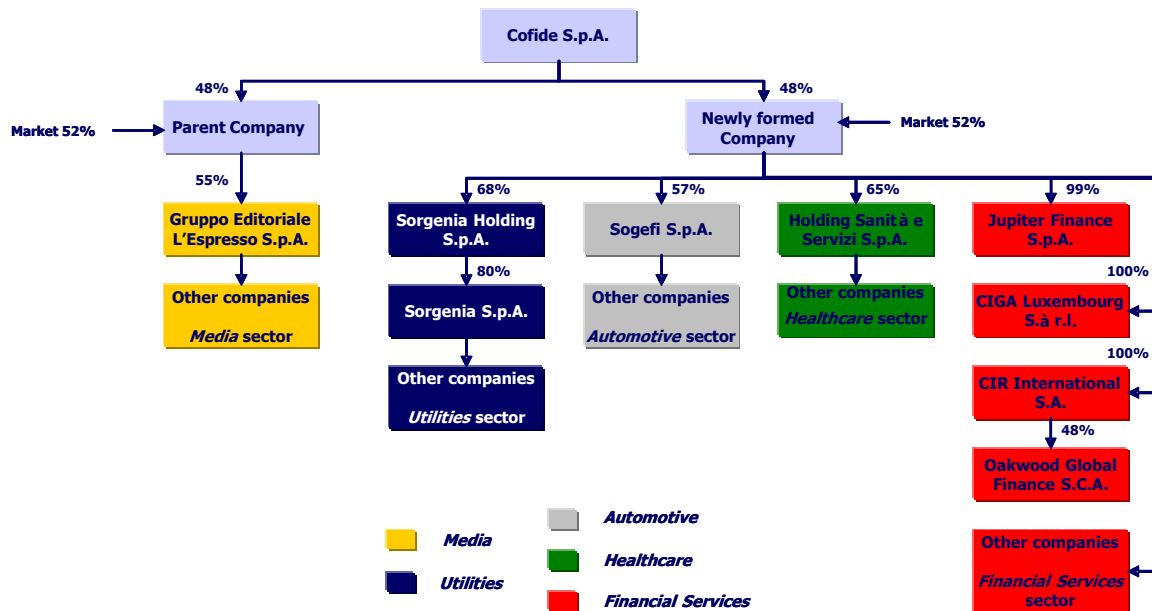 Cofide S.p.A.
48%
48%
Market 52%
Parent Company
Newly formed
Company
Market 52%
55%
68%
57%
65%
99%
Gruppo Editoriale
L'Espresso S.p.A.
Sorgenia Holding
S.p.A.
Sogefi S.p.A.
Holding Sanità e
Servizi S.p.A.
Jupiter Finance
S.p.A.
80%
100%
Other companies
Media sector
Sorgenia S.p.A.
Other companies
Automotive sector
Other companies
Healthcare sector
CIGA Luxembourg
S.à r.l.
100%
Other companies
Utilities sector
CIR International
S.A.
48%
Oakwood Global
Finance S.C.A.
Media
Utilities
Automotive
Healthcare
Financial Services
Other companies
Financial Services
sector